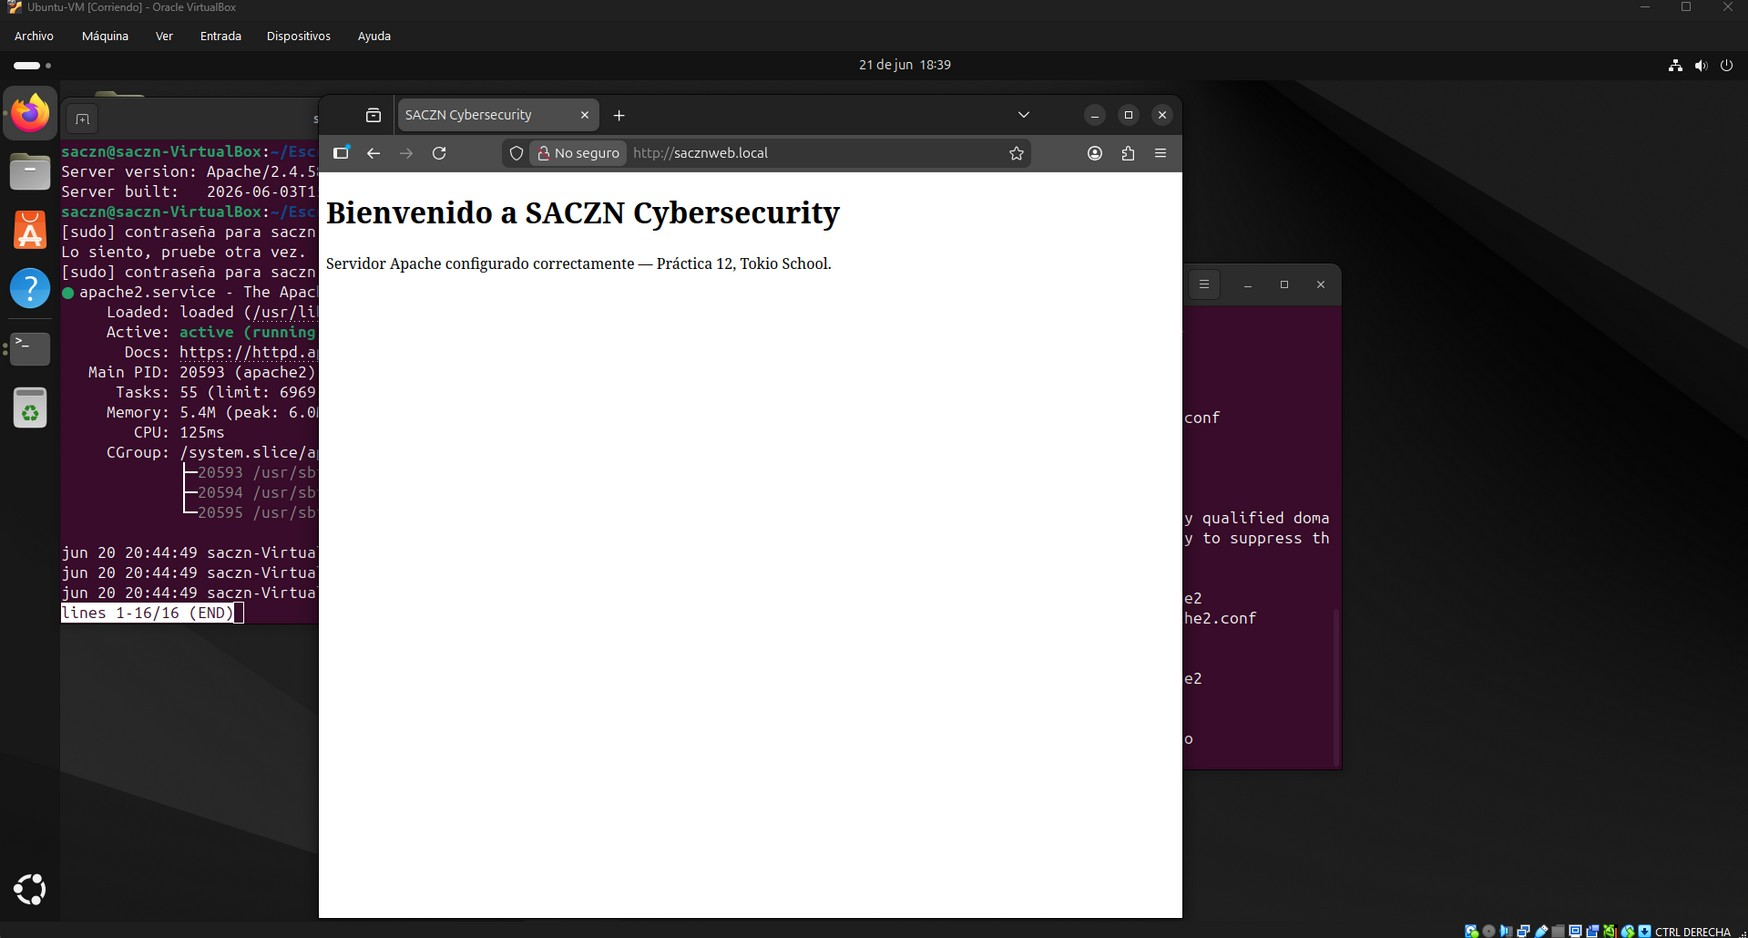 Ubuntu-VM [Corriendo] - Oracle VirtualBox
Archivo Máquina Ver Entrada Dispositivos Ayuda
21 de jun 18:39
SACZN Cybersecurity
No seguro http://sacznweb.local
Bienvenido a SACZN Cybersecurity
Servidor Apache configurado correctamente — Práctica 12, Tokio School.
saczn@saczn-VirtualBox:~/Esc
Server version: Apache/2.4.5
Server built: 2026-06-03T1
saczn@saczn-VirtualBox:~/Esc
[sudo] contraseña para saczn
Lo siento, pruebe otra vez.
[sudo] contraseña para saczn
apache2.service - The Apac
Loaded: loaded (/usr/li
Active: active (running
Docs: https://httpd.a
Main PID: 20593 (apache2)
Tasks: 55 (limit: 6969
Memory: 5.4M (peak: 6.0
CPU: 125ms
CGroup: /system.slice/a
├─20593 /usr/sb
├─20594 /usr/sb
└─20595 /usr/sb
jun 20 20:44:49 saczn-Virtua
jun 20 20:44:49 saczn-Virtua
jun 20 20:44:49 saczn-Virtua
lines 1-16/16 (END)
conf
y qualified doma
y to suppress th
e2
he2.conf
e2
o
CTRL DERECHA